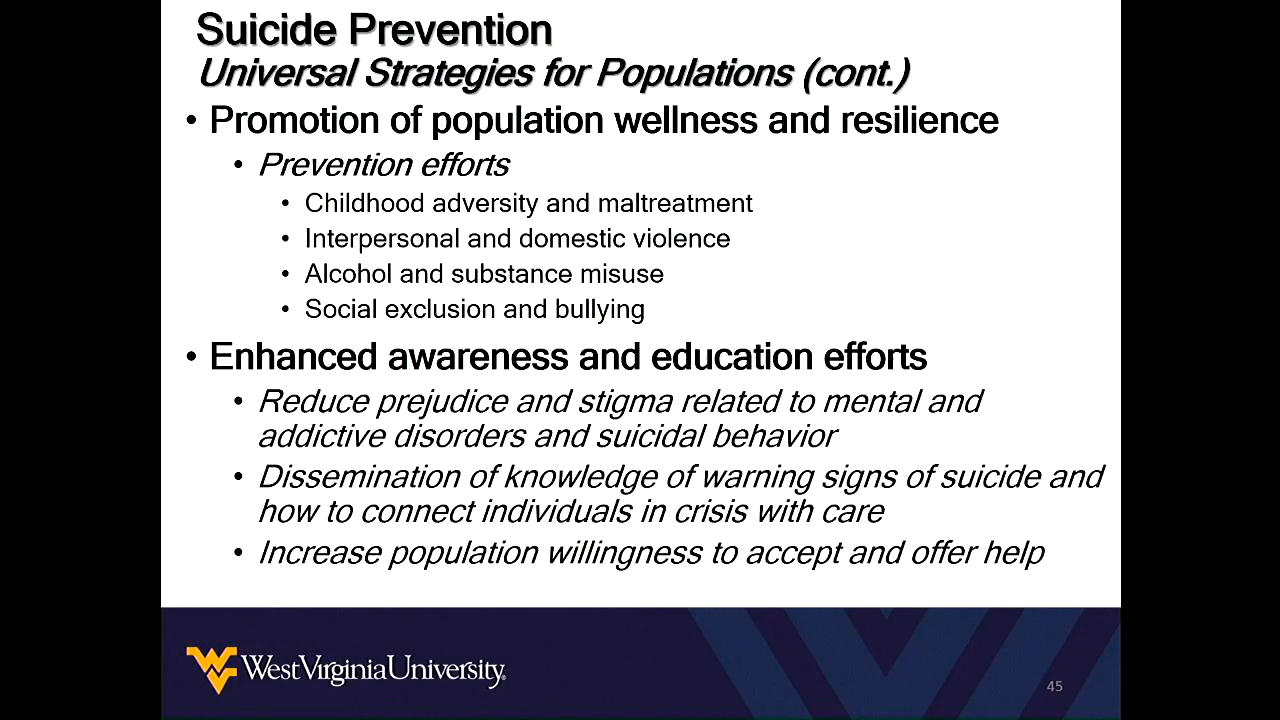 Suicide Prevention
Universal Strategies for Populations (cont.)
• Promotion of population wellness and resilience
• Prevention efforts
• Childhood adversity and maltreatment
• Interpersonal and domestic violence
• Alcohol and substance misuse
• Social exclusion and bullying
• Enhanced awareness and education efforts
• Reduce prejudice and stigma related to mental and
addictive disorders and suicidal behavior
• Dissemination of knowledge of warning signs of suicide and
how to connect individuals in crisis with care
• Increase population willingness to accept and offer help
WestVirginiaUniversity®
45